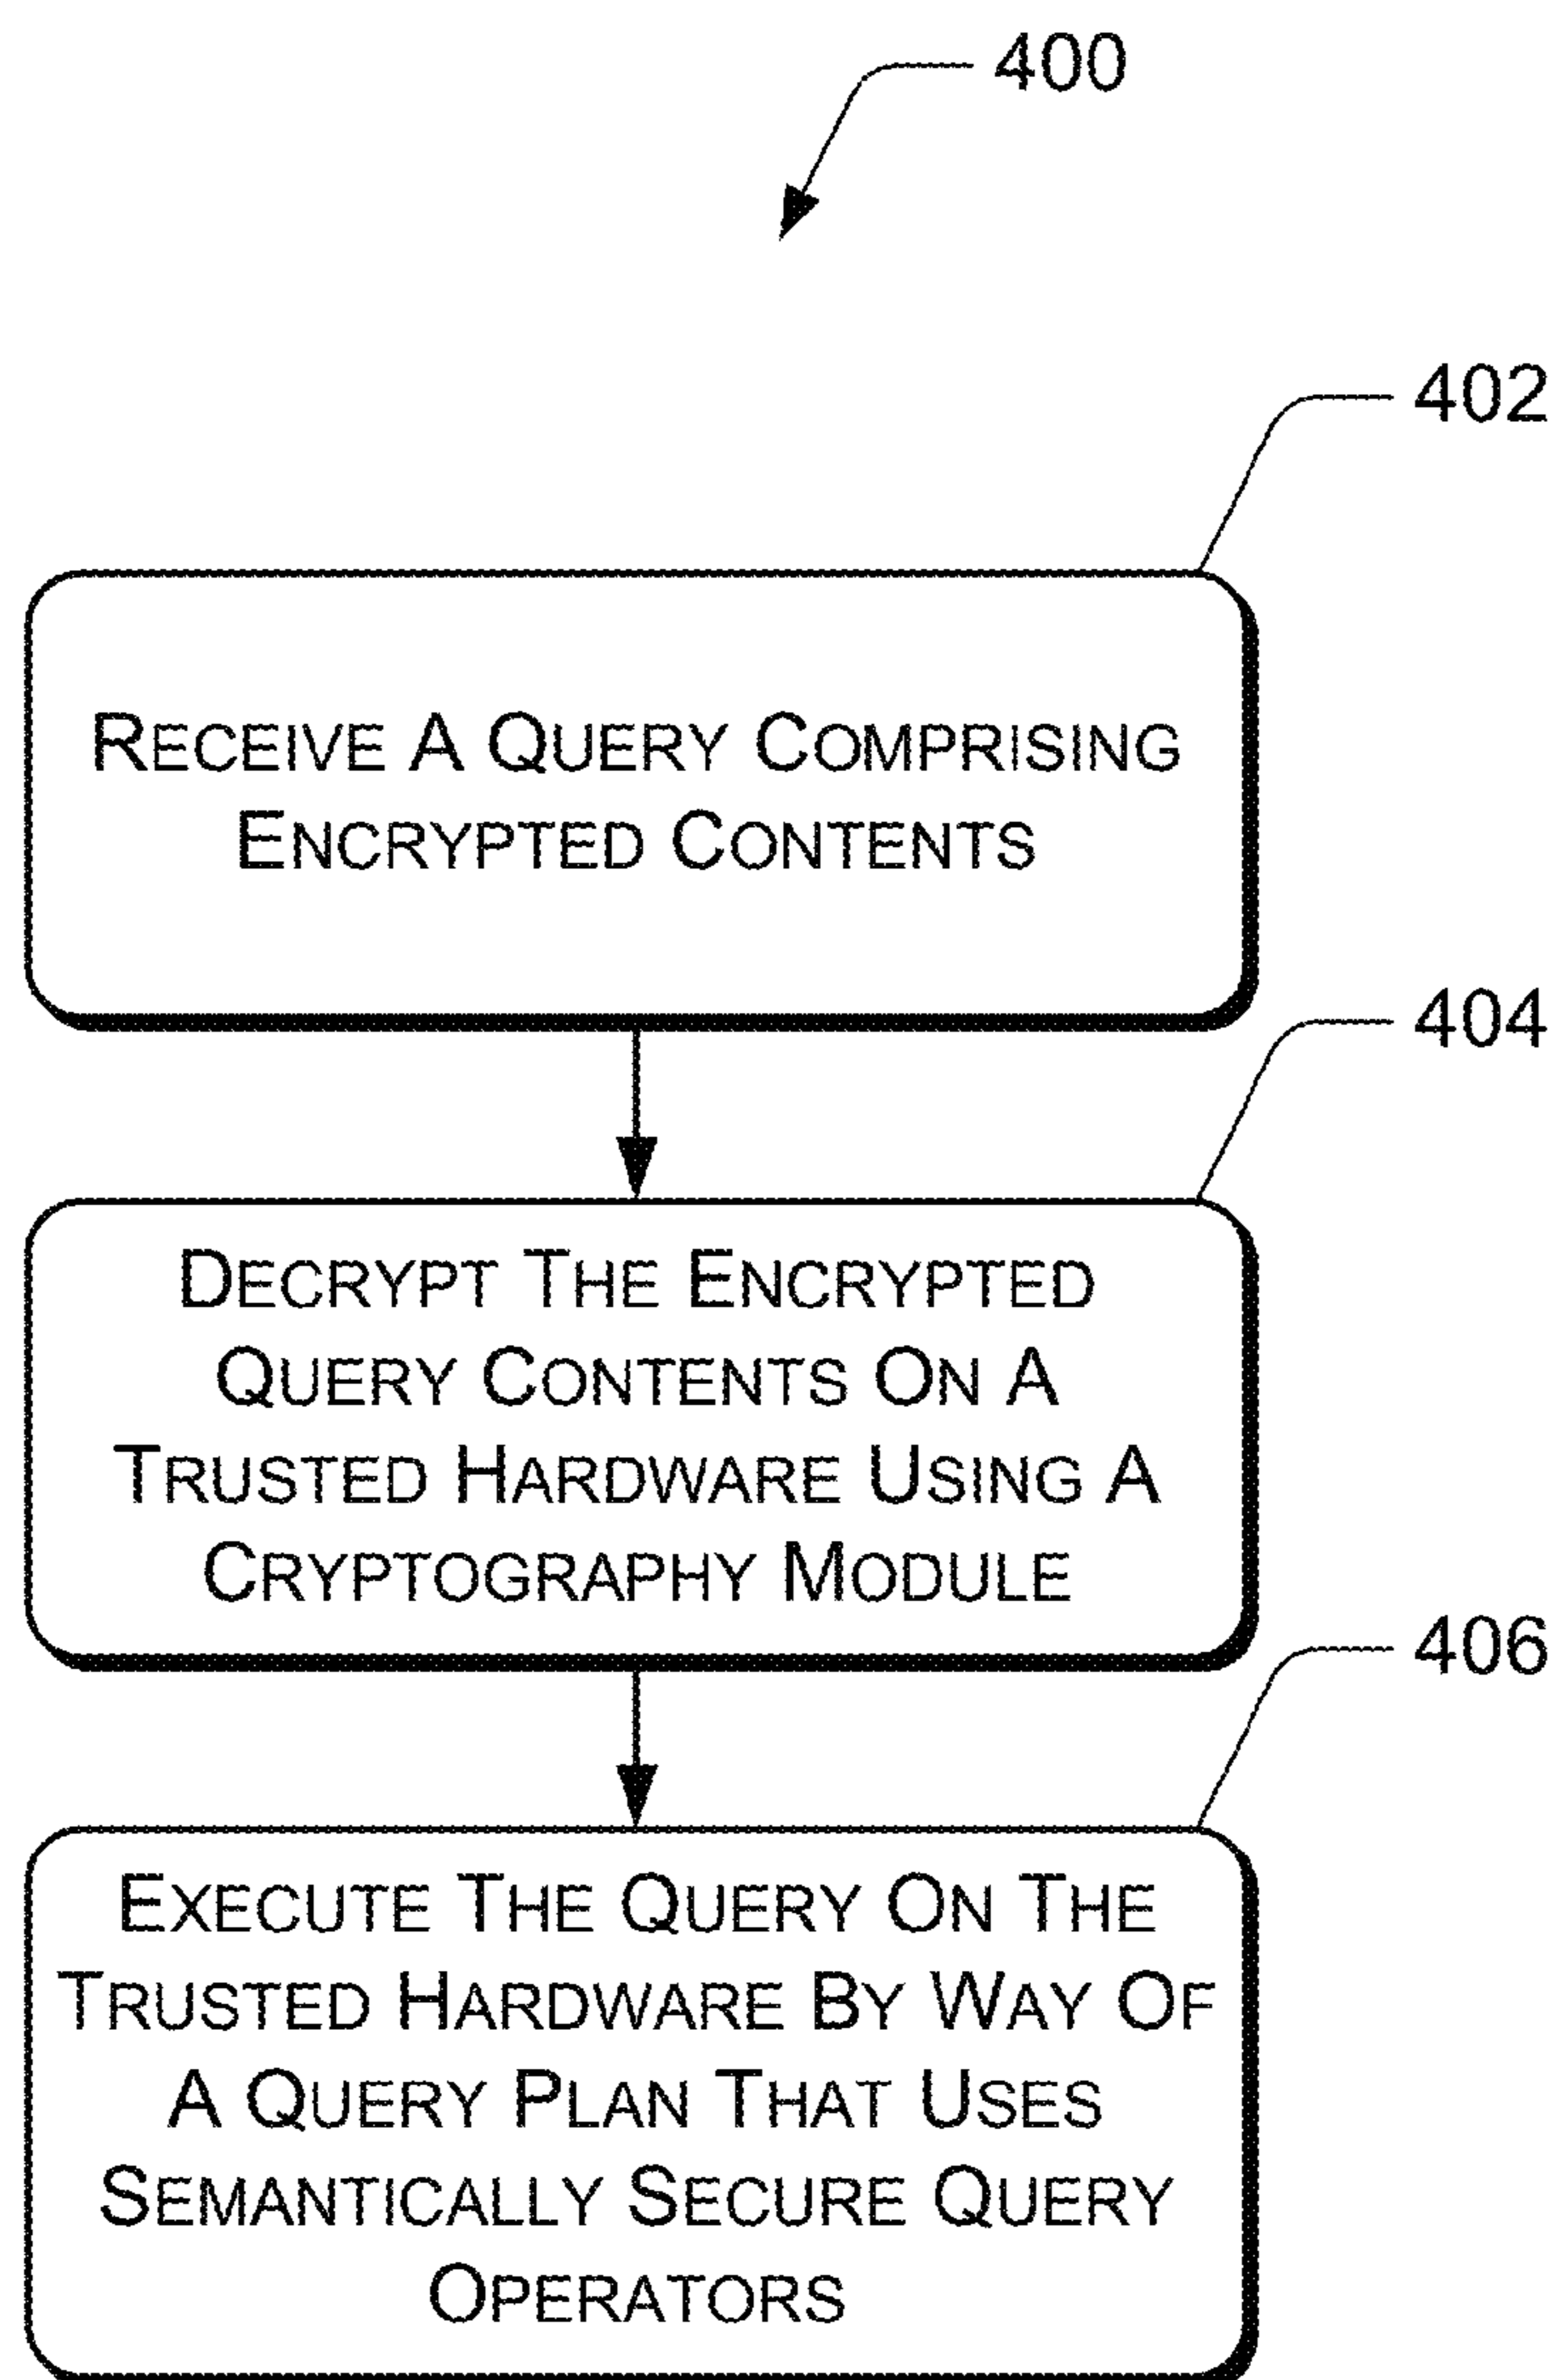 400
402
RECEIVE A QUERY COMPRISING
ENCRYPTED CONTENTS
404
DECRYPT THE ENCRYPTED
QUERY CONTENTS ON A
TRUSTED HARDWARE USING A
CRYPTOGRAPHY MODULE
406
EXECUTE THE QUERY ON THE
TRUSTED HARDWARE BY WAY OF
A QUERY PLAN THAT USES
SEMANTICALLY SECURE QUERY
OPERATORS